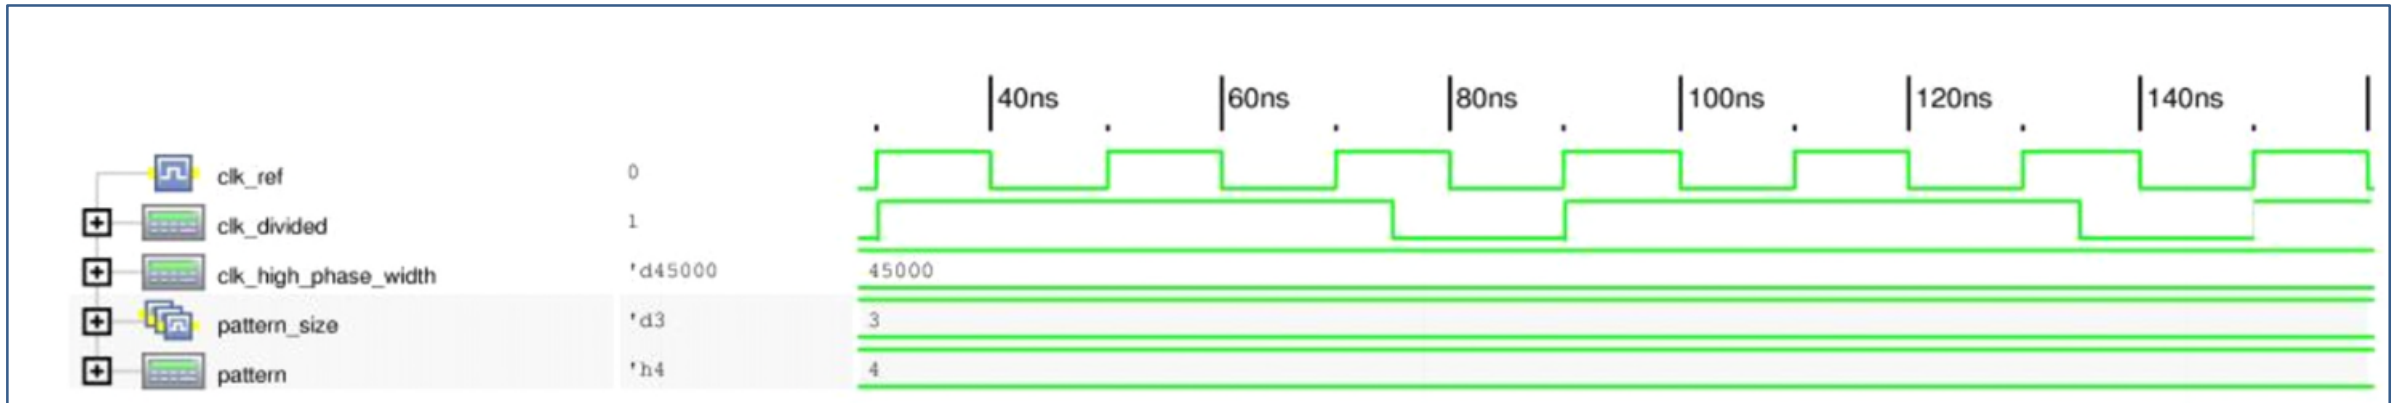 40ns 60ns 80ns 100ns 120ns 140ns
clk_ref 0
clk_divided 1
clk_high_phase_width 'd45000 45000
pattern_size 'd3 3
pattern 'h4 4